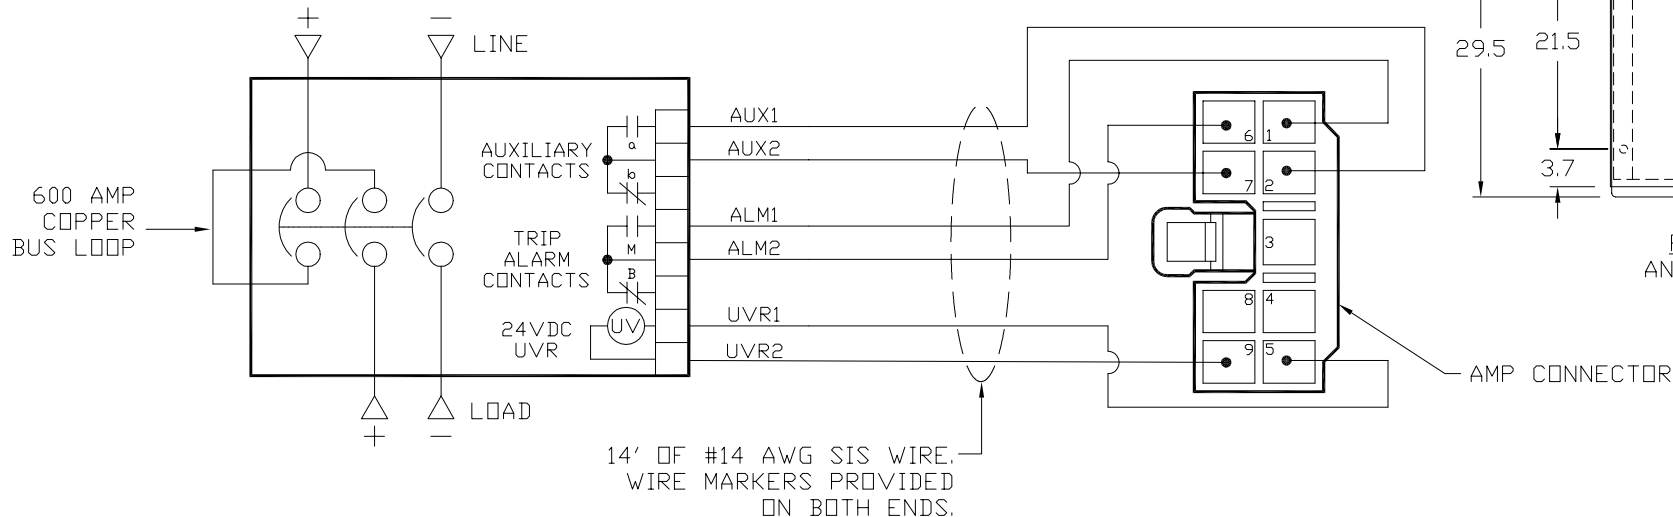 + −
LINE
29.5 21.5
3.7
AUX1
AUX2
ALM1
ALM2
UVR1
UVR2
AUXILIARY
CONTACTS
a
b
TRIP
ALARM
CONTACTS
M
B
24VDC
UVR
UV
600 AMP
COPPER
BUS LOOP
6 1
7 2
3
8 4
9 5
AN
AMP CONNECTOR
LOAD
+ −
14' OF #14 AWG SIS WIRE.
WIRE MARKERS PROVIDED
ON BOTH ENDS.